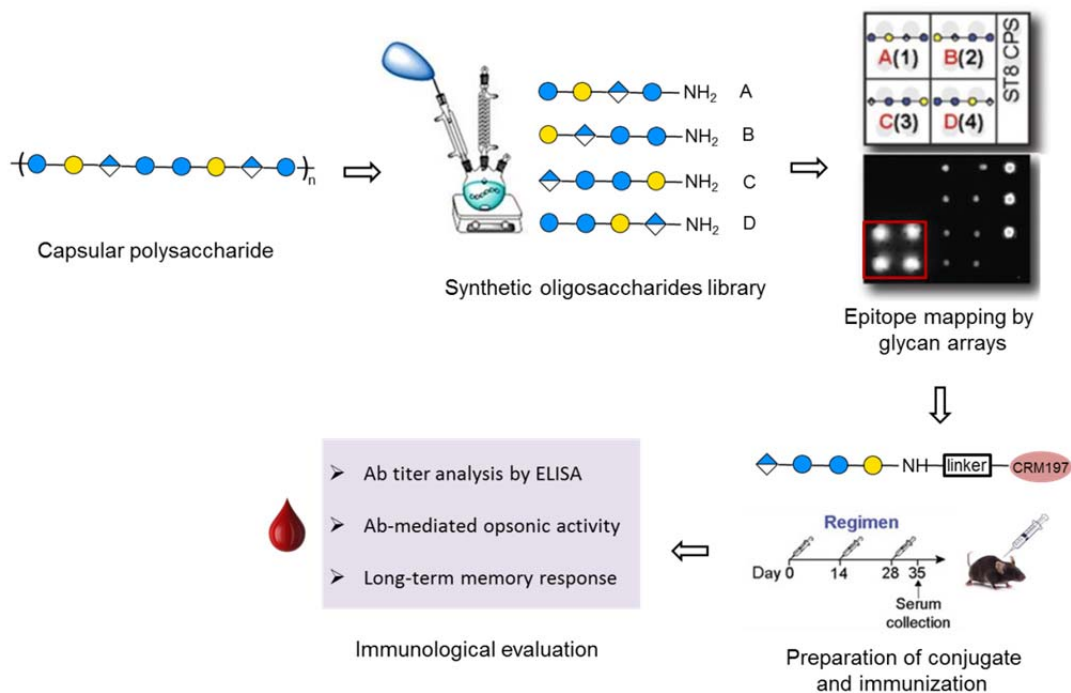 ( )n
Capsular polysaccharide
NH2 A
NH2 B
NH2 C
NH2 D
Synthetic oligosaccharides library
A(1) B(2)
C(3) D(4)
ST8 CPS
Epitope mapping by
glycan arrays
NH linker CRM197
Regimen
Day 0 14 28 35
Serum
collection
Preparation of conjugate
and immunization
Ab titer analysis by ELISA
Ab-mediated opsonic activity
Long-term memory response
Immunological evaluation